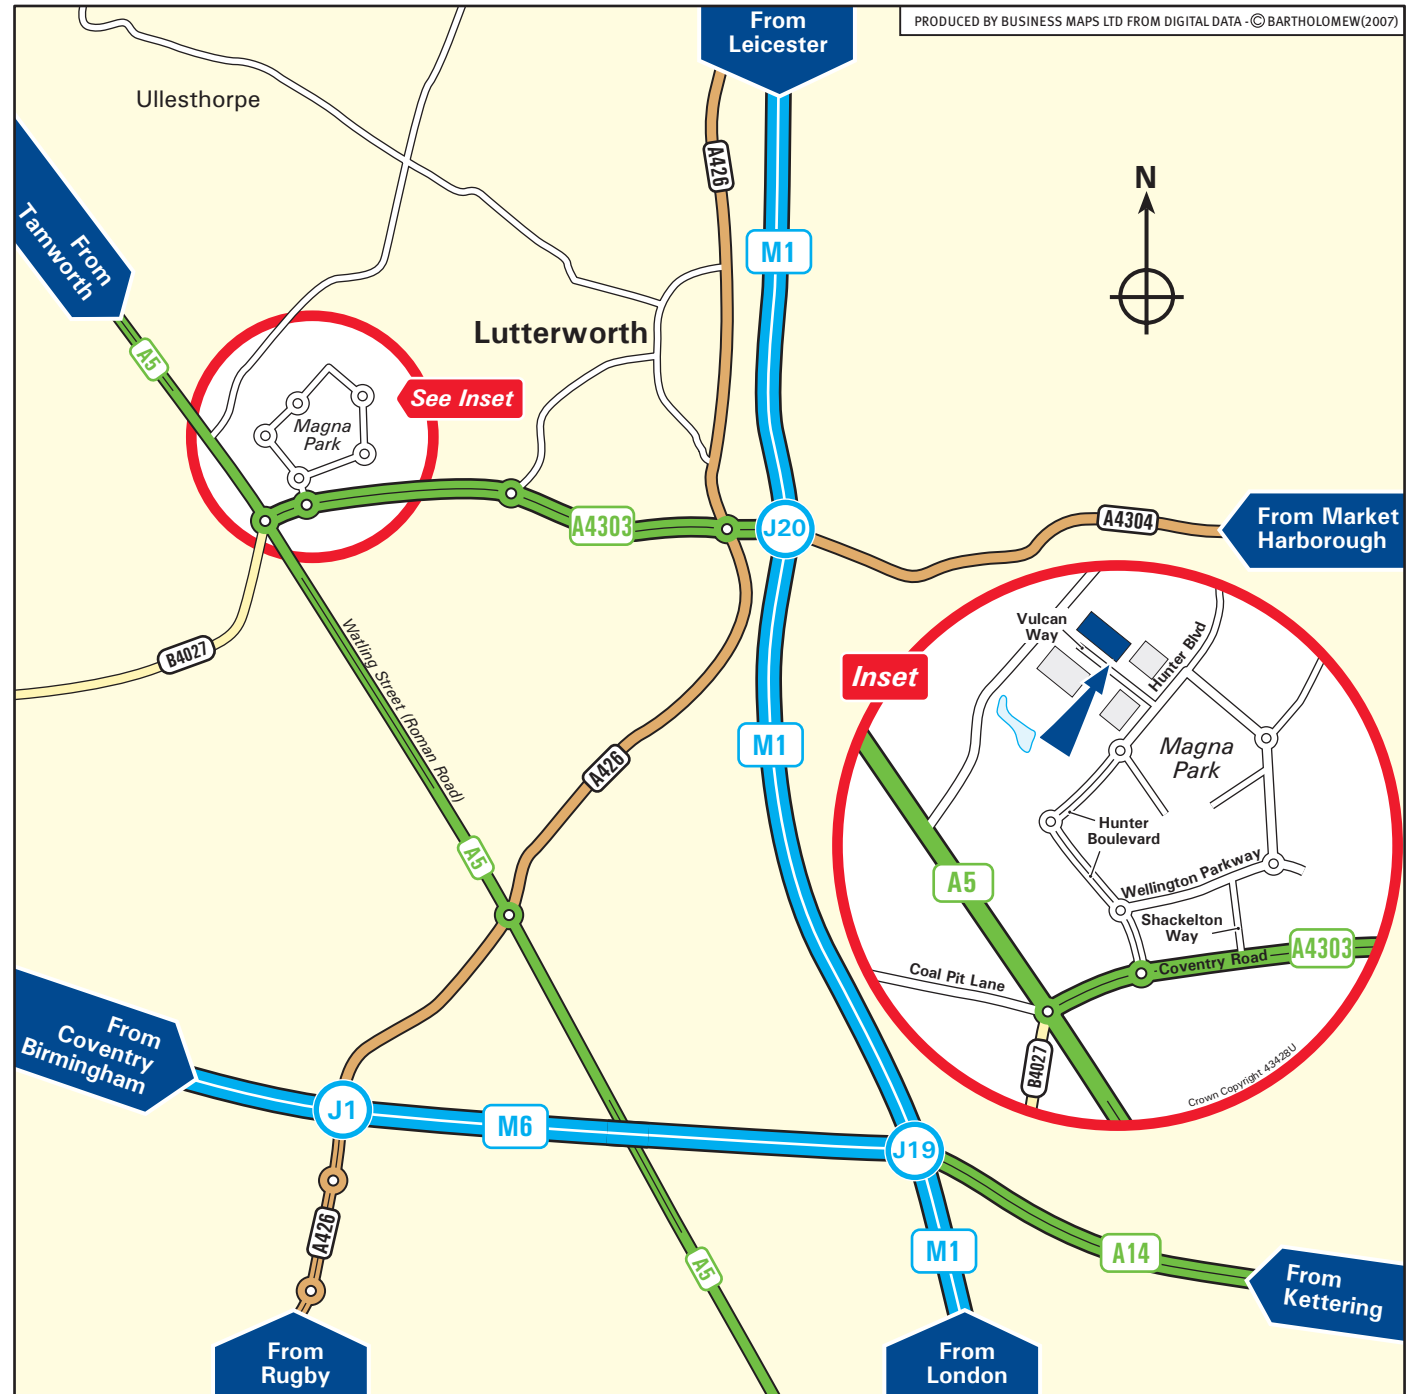 From
Leicester
PRODUCED BY BUSINESS MAPS LTD FROM DIGITAL DATA - © BARTHOLOMEW(2007)
Ullesthorpe
A426
N
From
Tamworth
M1
A5
Lutterworth
See Inset
Magna
Park
A4303
J20
A4304
From Market
Harborough
B4027
Watling Street (Roman Road)
Vulcan
Way
Hunter Blvd
Inset
M1
Magna
Park
A426
Hunter
Boulevard
A5
A5
Wellington Parkway
Shackelton
Way
A4303
Coventry Road
Coal Pit Lane
B4027
Crown Copyright 43428U
From
Coventry
Birmingham
J1
M6
J19
A426
M1
A14
A5
From
Kettering
From
Rugby
From
London